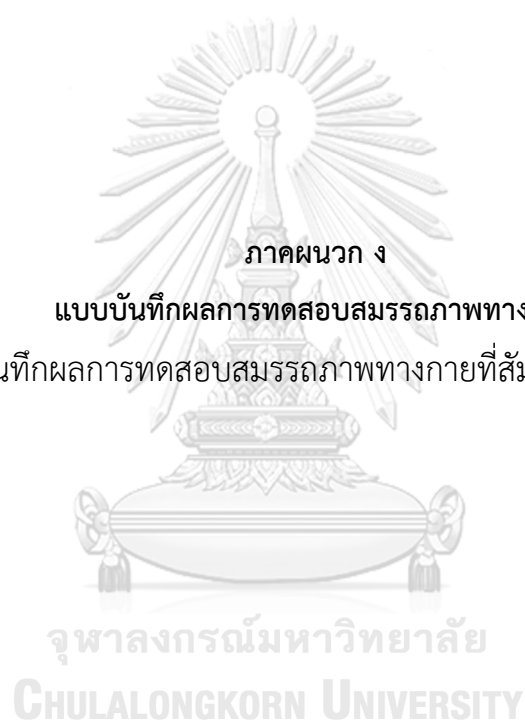 ภาคผนวก ง
แบบบันทึกผลการทดสอบสมรรถภาพทาง
นทึกผลการทดสอบสมรรถภาพทางกายที่สัม
จุฬาลงกรณ์มหาวิทยาลัย
CHULALONGKORN UNIVERSITY